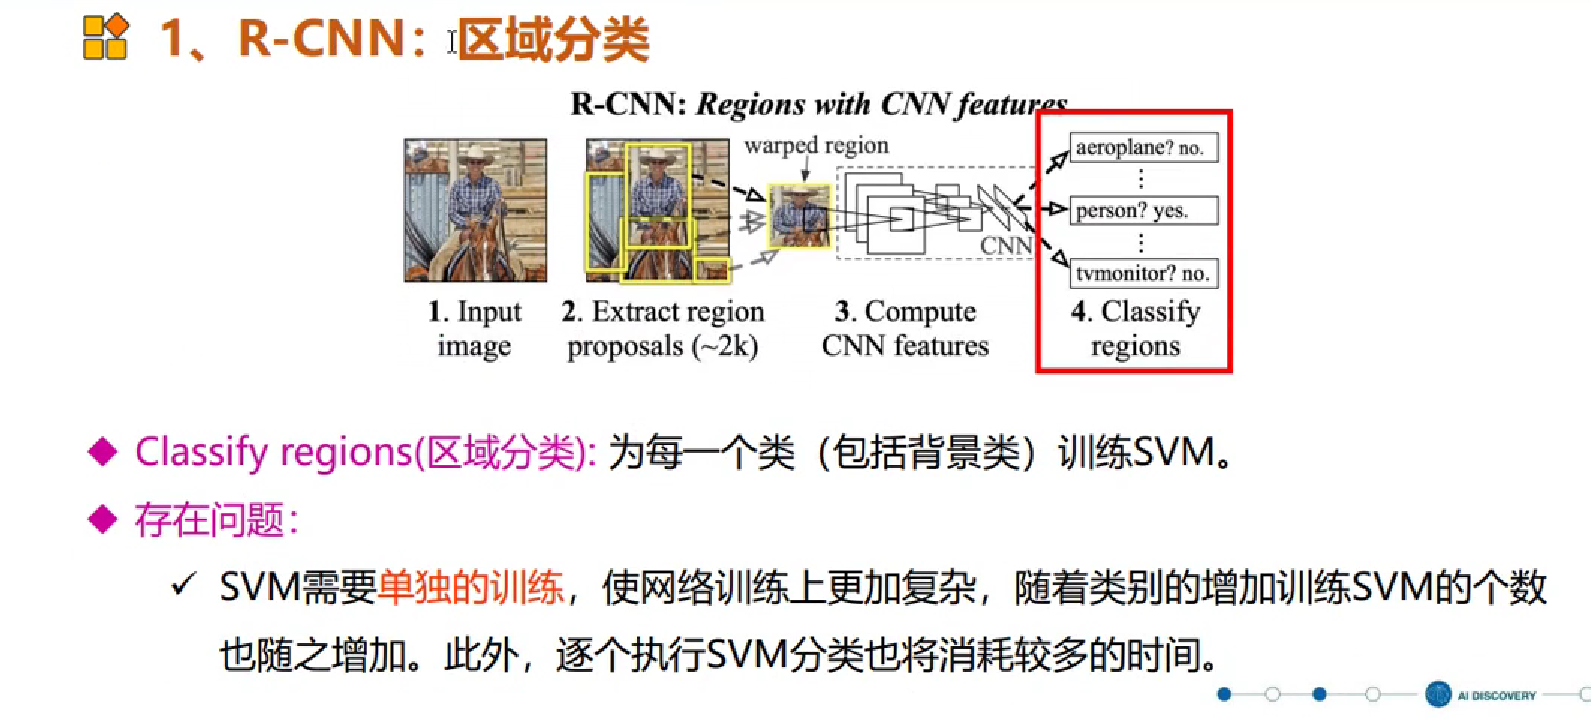 1、R-CNN：区域分类
R-CNN: Regions with CNN features
warped region
aeroplane? no.
person? yes.
tvmonitor? no.
CNN
1. Input
image
2. Extract region
proposals (~2k)
3. Compute
CNN features
4. Classify
regions
Classify regions(区域分类): 为每一个类（包括背景类）训练SVM。
存在问题：
SVM需要单独的训练，使网络训练上更加复杂，随着类别的增加训练SVM的个数
也随之增加。此外，逐个执行SVM分类也将消耗较多的时间。
AI DISCOVERY